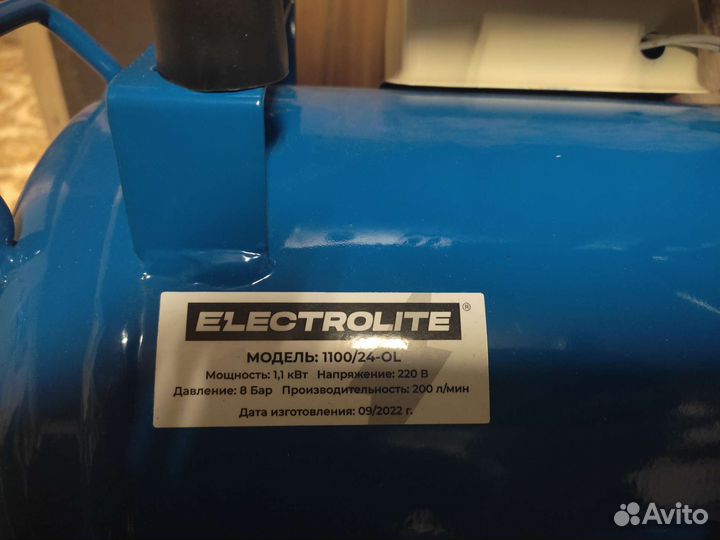 ELECTROLITE®
МОДЕЛЬ: 1100/24-OL
Мощность: 1,1 кВт Напряжение: 220 В
Давление: 8 Бар Производительность: 200 л/мин
Дата изготовления: 09/2022 г.
Avito